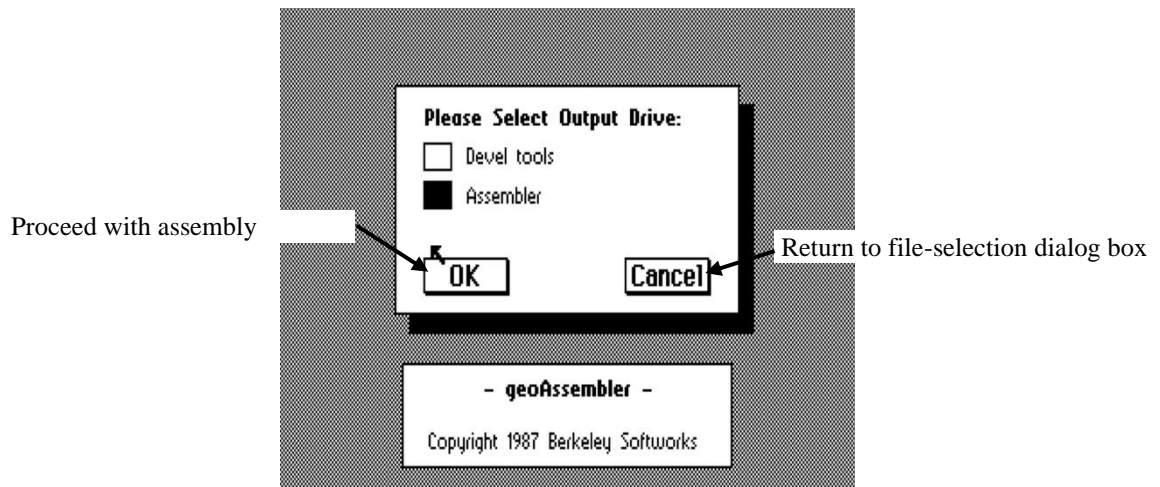 Please Select Output Drive:
Devel tools
Assembler
Proceed with assembly
Return to file-selection dialog box
OK
Cancel
- geoAssembler -
Copyright 1987 Berkeley Softworks